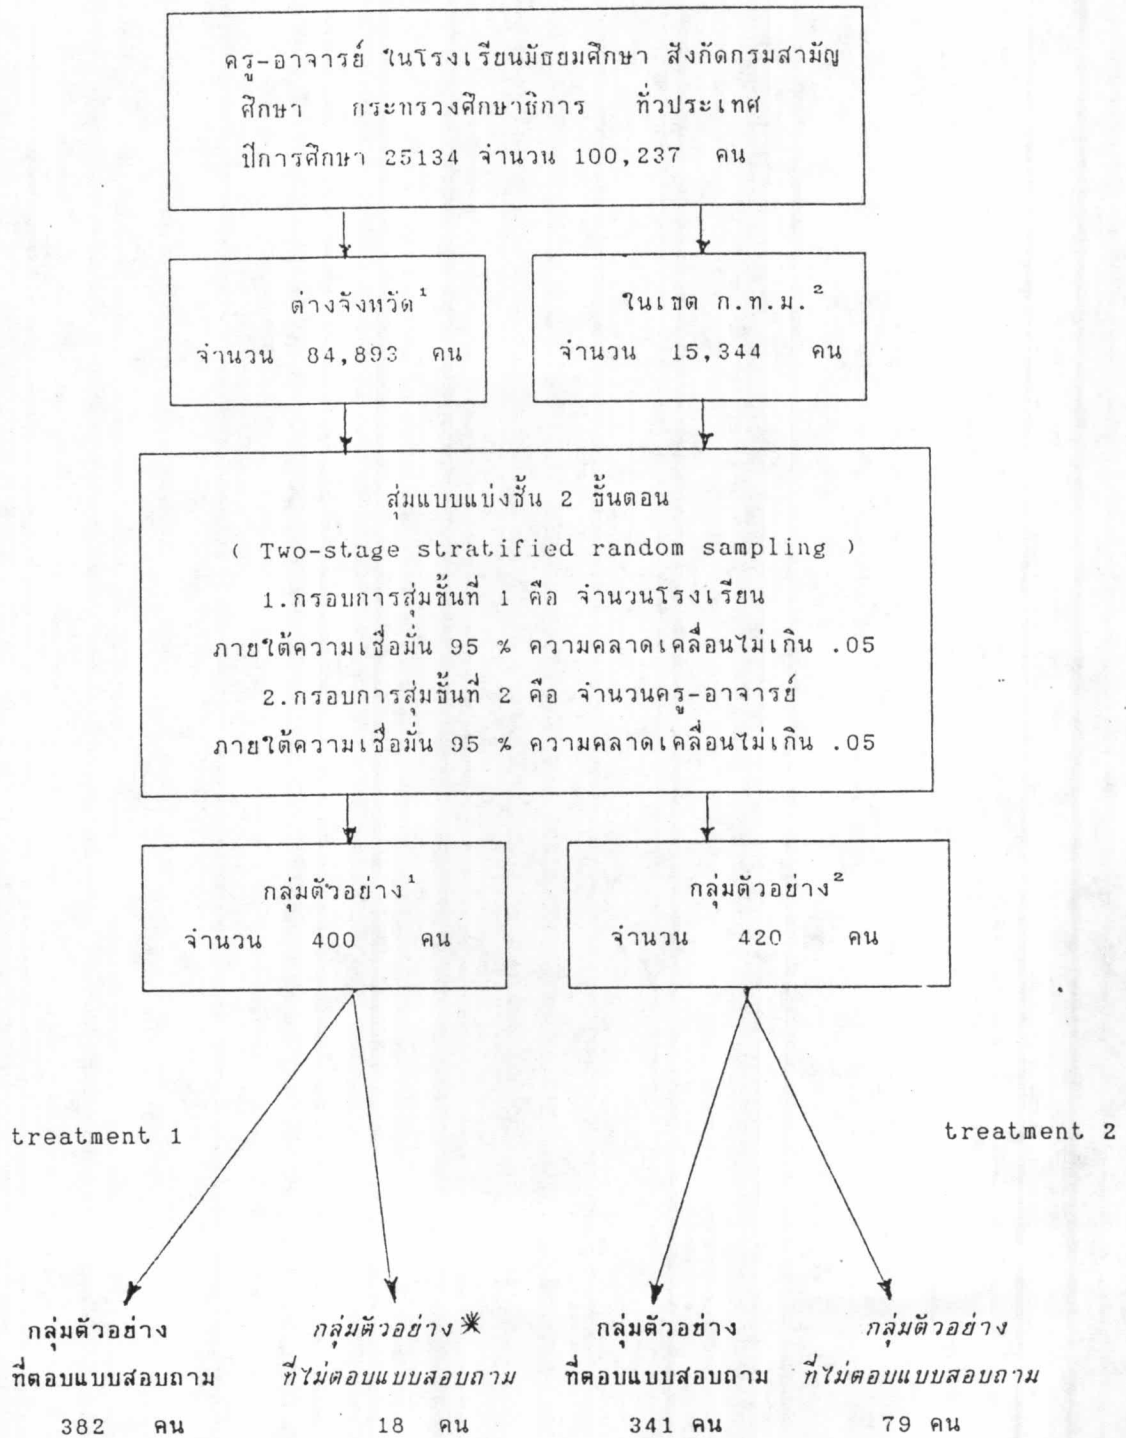 ครู-อาจารย์ ในโรงเรียนมัธยมศึกษา สังกัดกรมสามัญ
ศึกษา กระทรวงศึกษาธิการ ทั่วประเทศ
ปีการศึกษา 25134 จำนวน 100,237 คน
ต่างจังหวัด¹
จำนวน 84,893 คน
ในเขต ก.ท.ม.²
จำนวน 15,344 คน
สุ่มแบบแบ่งชั้น 2 ขั้นตอน
( Two-stage stratified random sampling )
1.กรอบการสุ่มขั้นที่ 1 คือ จำนวนโรงเรียน
ภายใต้ความเชื่อมั่น 95 % ความคลาดเคลื่อนไม่เกิน .05
2.กรอบการสุ่มขั้นที่ 2 คือ จำนวนครู-อาจารย์
ภายใต้ความเชื่อมั่น 95 % ความคลาดเคลื่อนไม่เกิน .05
กลุ่มตัวอย่าง¹
จำนวน 400 คน
กลุ่มตัวอย่าง²
จำนวน 420 คน
treatment 1
treatment 2
กลุ่มตัวอย่าง
ที่ตอบแบบสอบถาม
382 คน
กลุ่มตัวอย่าง*
ที่ไม่ตอบแบบสอบถาม
18 คน
กลุ่มตัวอย่าง
ที่ตอบแบบสอบถาม
341 คน
กลุ่มตัวอย่าง
ที่ไม่ตอบแบบสอบถาม
79 คน